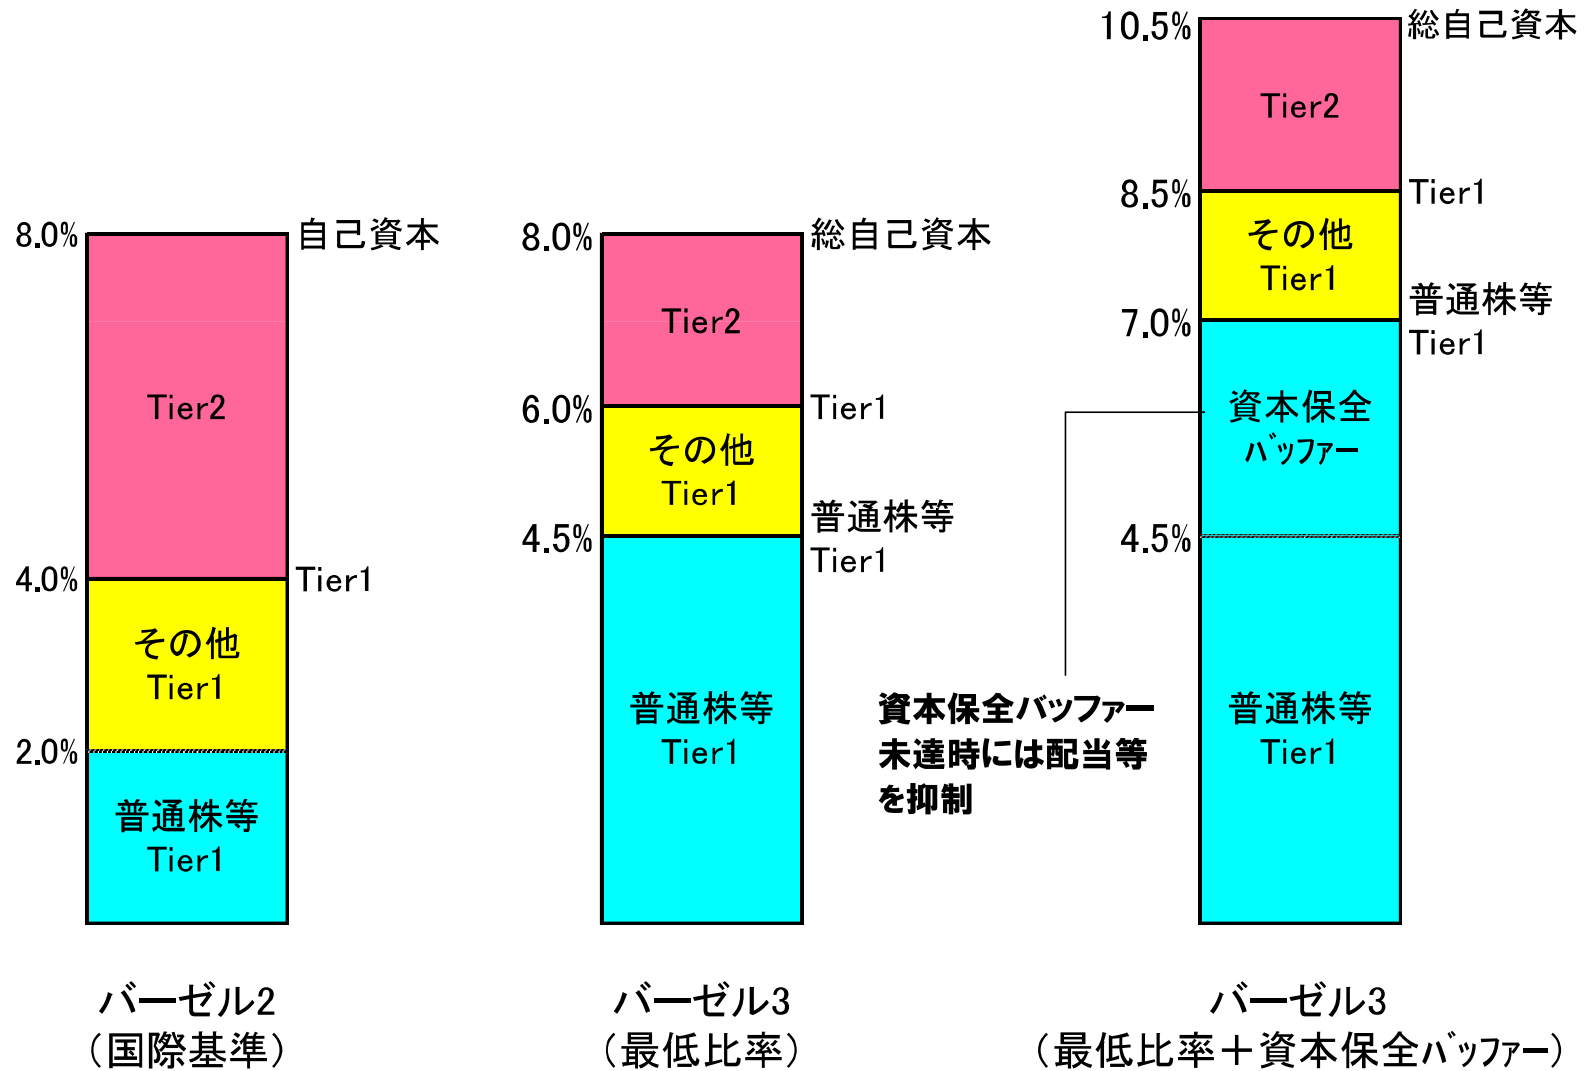 8.0%
自己資本
Tier2
4.0%
Tier1
その他
Tier1
2.0%
普通株等
Tier1
バーゼル2
（国際基準）
8.0%
総自己資本
Tier2
6.0%
Tier1
その他
Tier1
4.5%
普通株等
Tier1
普通株等
Tier1
バーゼル3
（最低比率）
10.5%
総自己資本
Tier2
8.5%
Tier1
その他
Tier1
7.0%
普通株等
Tier1
資本保全
バッファー
4.5%
資本保全バッファー
未達時には配当等
を抑制
普通株等
Tier1
バーゼル3
（最低比率＋資本保全バッファー）